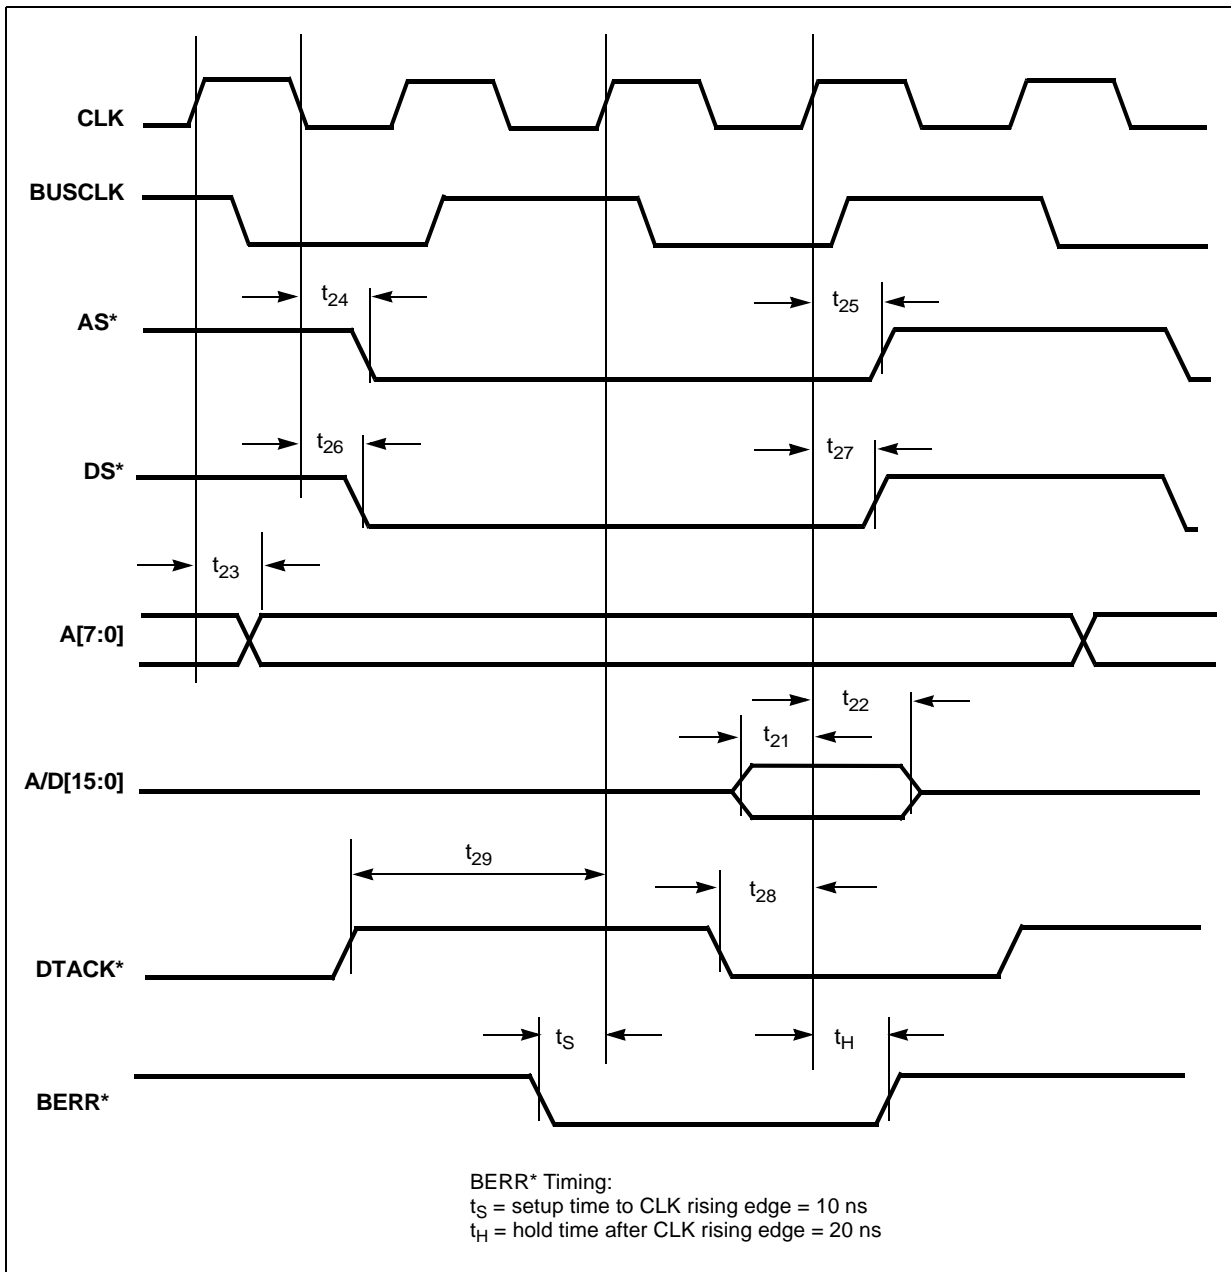 CLK
BUSCLK
t24
t25
AS*
t26
t27
DS*
t23
A[7:0]
t22
t21
A/D[15:0]
t29
t28
DTACK*
tS
tH
BERR*
BERR* Timing:
tS = setup time to CLK rising edge = 10 ns
tH = hold time after CLK rising edge = 20 ns